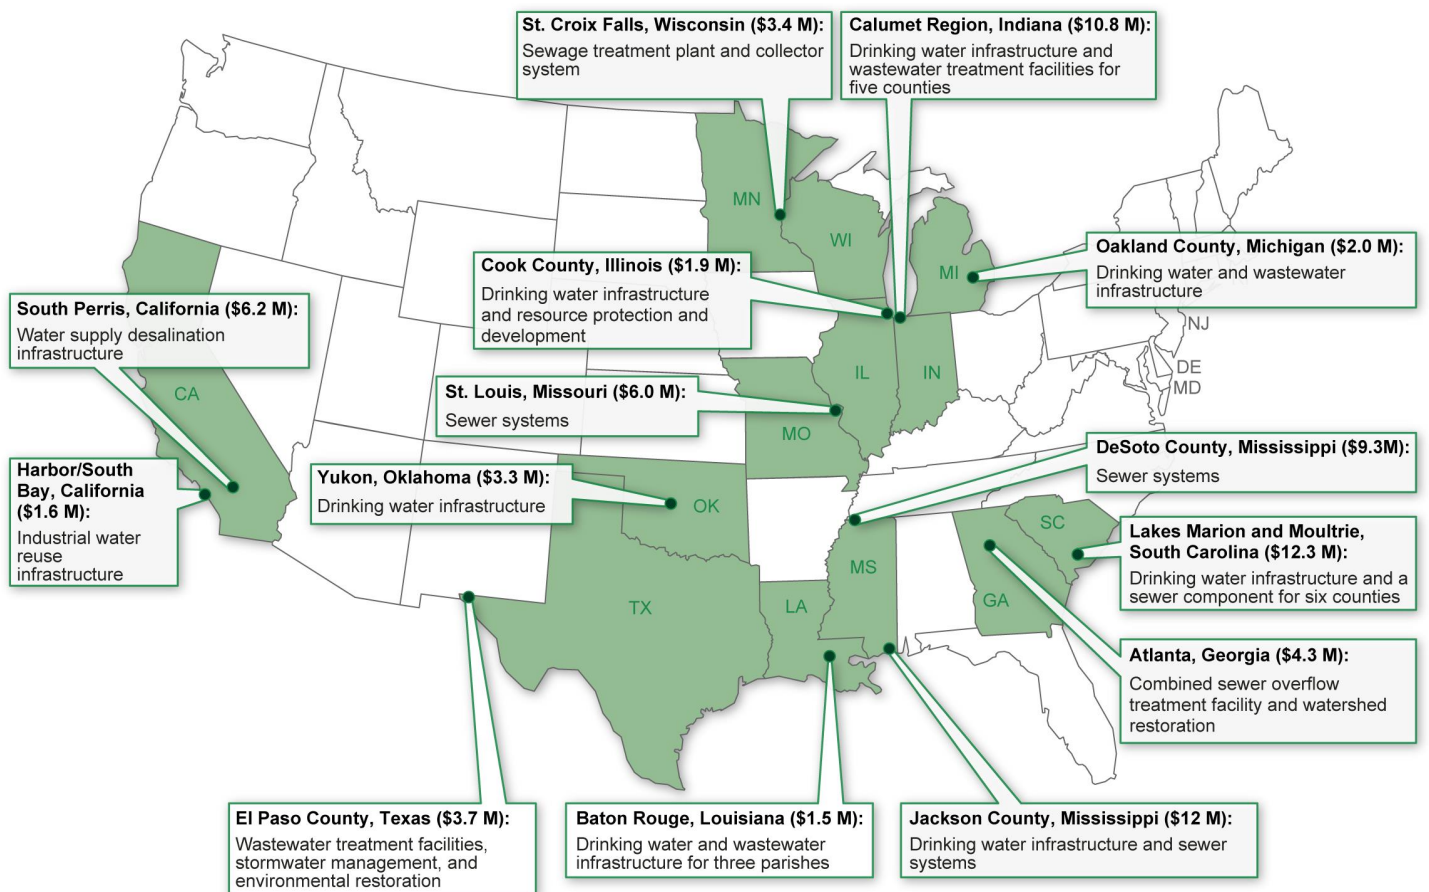 St. Croix Falls, Wisconsin ($3.4 M):
Sewage treatment plant and collector
system
Calumet Region, Indiana ($10.8 M):
Drinking water infrastructure and
wastewater treatment facilities for
five counties
MN
WI
MI
Oakland County, Michigan ($2.0 M):
Drinking water and wastewater
infrastructure
Cook County, Illinois ($1.9 M):
Drinking water infrastructure
and resource protection and
development
South Perris, California ($6.2 M):
Water supply desalination
infrastructure
NJ
DE
MD
CA
IL
IN
St. Louis, Missouri ($6.0 M):
Sewer systems
MO
DeSoto County, Mississippi ($9.3M):
Sewer systems
Harbor/South
Bay, California
($1.6 M):
Industrial water
reuse
infrastructure
Yukon, Oklahoma ($3.3 M):
Drinking water infrastructure
OK
SC
Lakes Marion and Moultrie,
South Carolina ($12.3 M):
Drinking water infrastructure and a
sewer component for six counties
MS
TX
LA
GA
Atlanta, Georgia ($4.3 M):
Combined sewer overflow
treatment facility and watershed
restoration
El Paso County, Texas ($3.7 M):
Wastewater treatment facilities,
stormwater management, and
environmental restoration
Baton Rouge, Louisiana ($1.5 M):
Drinking water and wastewater
infrastructure for three parishes
Jackson County, Mississippi ($12 M):
Drinking water infrastructure and sewer
systems